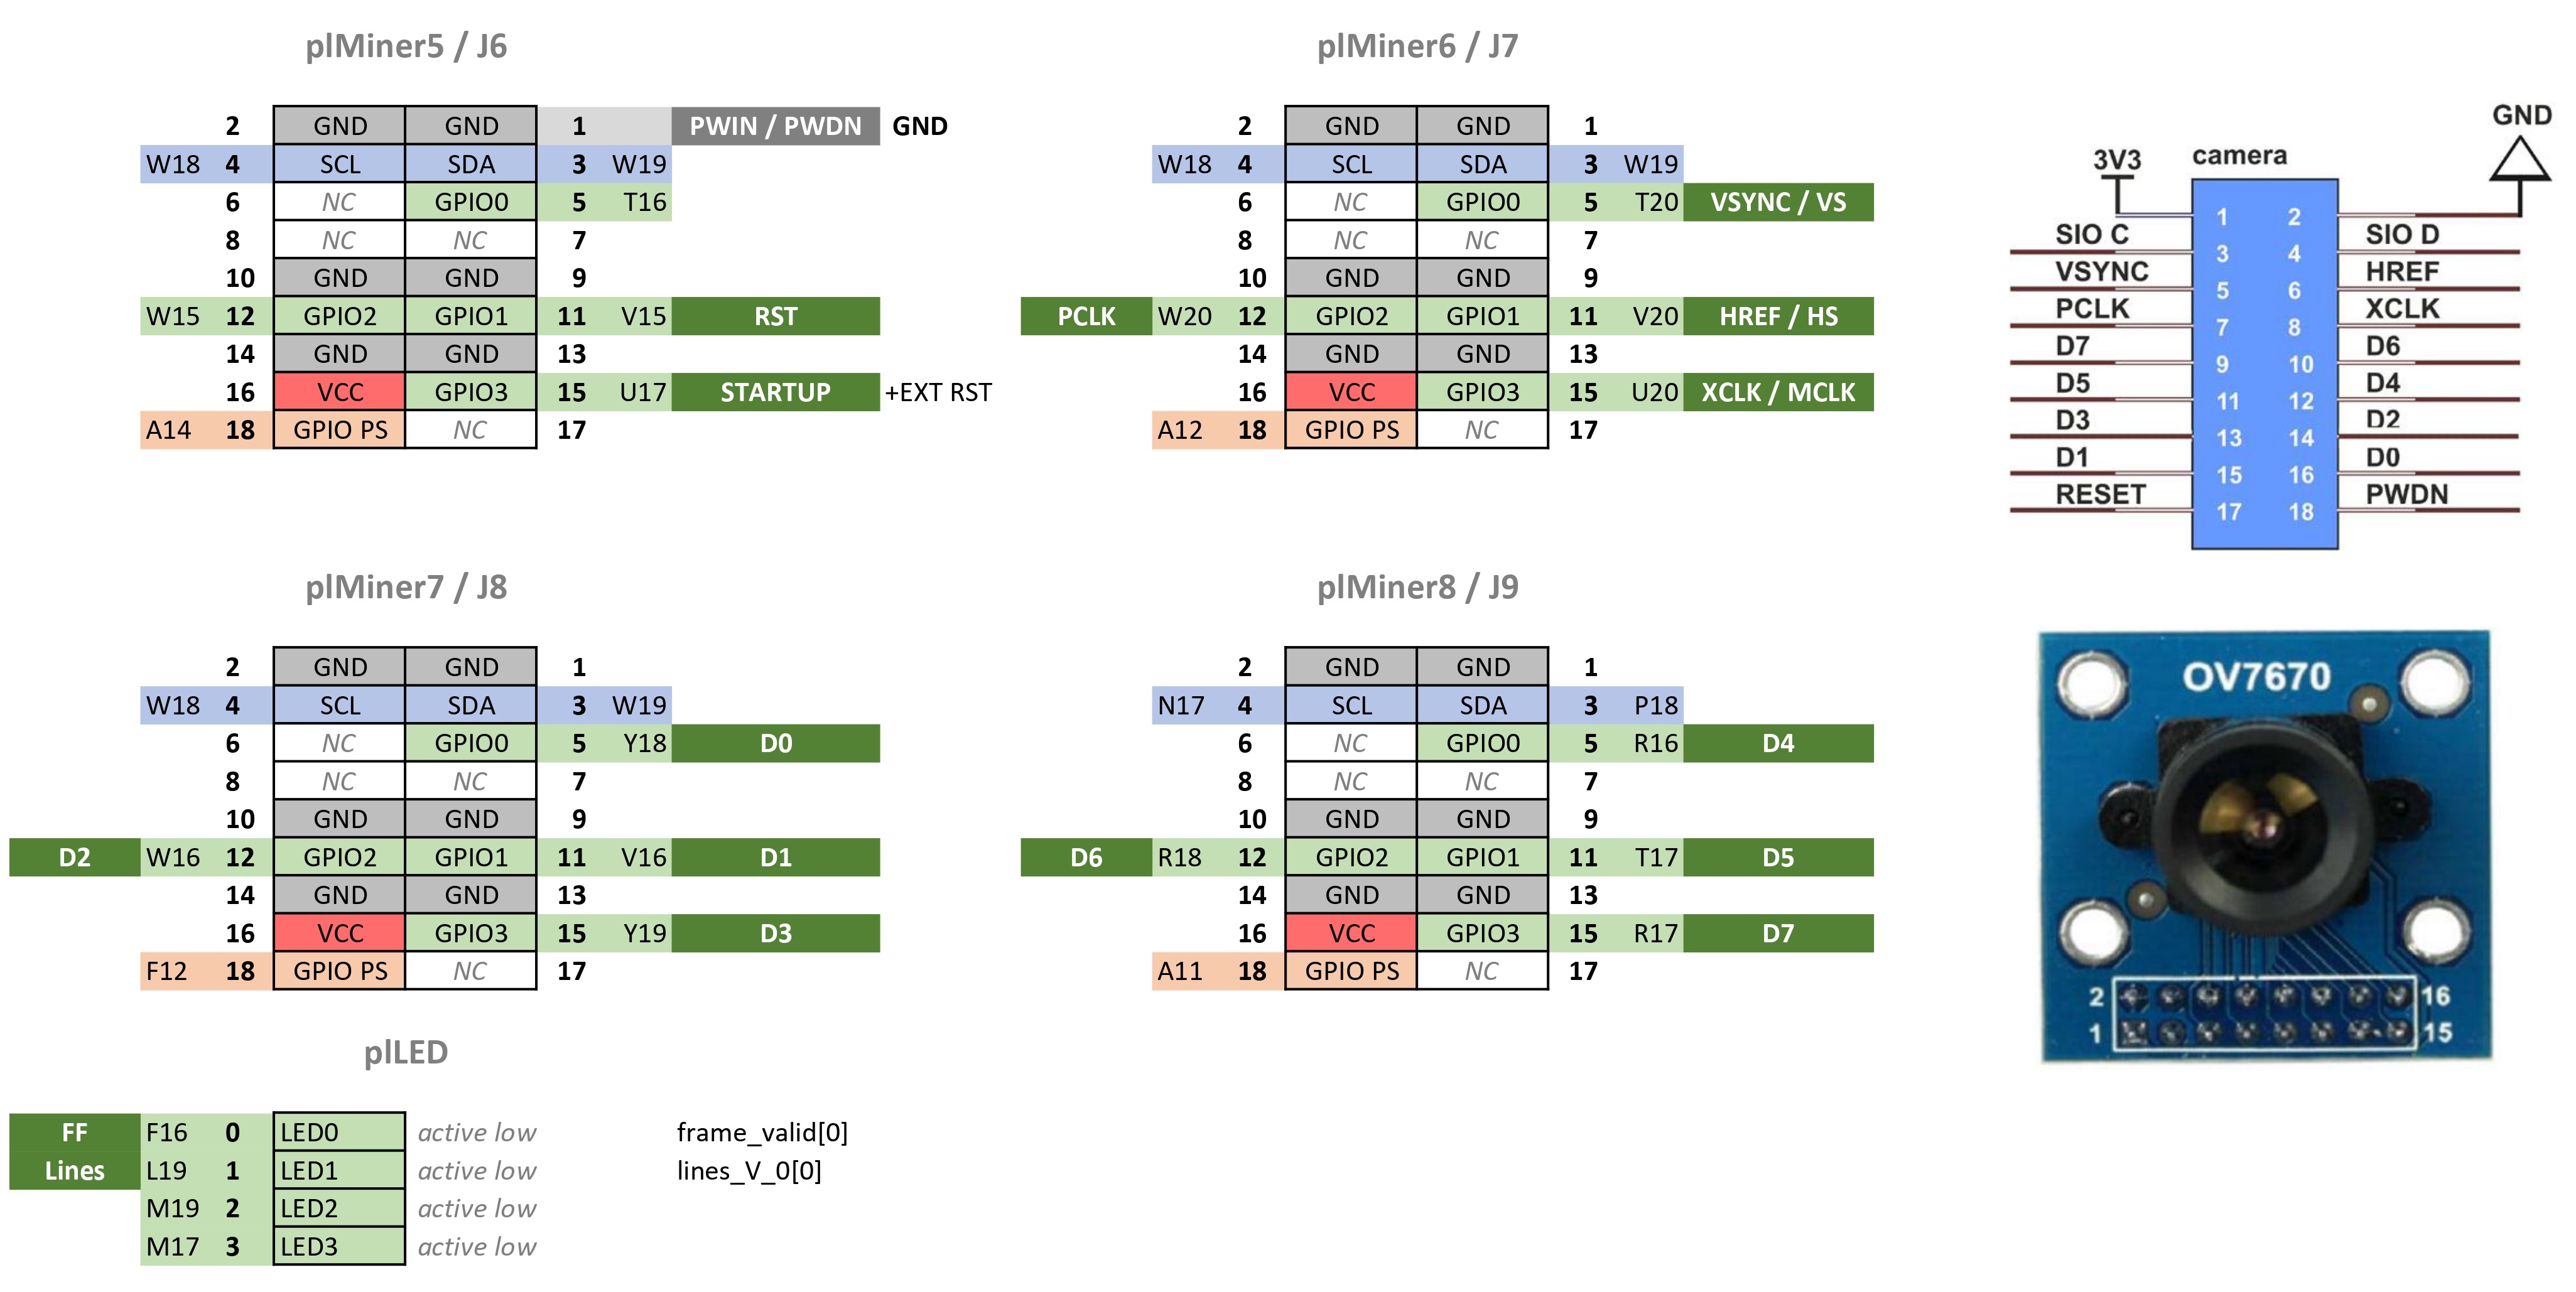 plMiner5 / J6
2 GND GND 1 PWIN / PWDN GND
W18 4 SCL SDA 3 W19
6 NC GPIO0 5 T16
8 NC NC 7
10 GND GND 9
W15 12 GPIO2 GPIO1 11 V15 RST
14 GND GND 13
16 VCC GPIO3 15 U17 STARTUP +EXT RST
A14 18 GPIO PS NC 17
plMiner6 / J7
2 GND GND 1
W18 4 SCL SDA 3 W19
6 NC GPIO0 5 T20 VSYNC / VS
8 NC NC 7
10 GND GND 9
PCLK W20 12 GPIO2 GPIO1 11 V20 HREF / HS
14 GND GND 13
16 VCC GPIO3 15 U20 XCLK / MCLK
A12 18 GPIO PS NC 17
GND
3V3 camera
1 2
SIO C SIO D
3 4
VSYNC HREF
5 6
PCLK XCLK
7 8
D7 D6
9 10
D5 D4
11 12
D3 D2
13 14
D1 D0
15 16
RESET PWDN
17 18
plMiner7 / J8
2 GND GND 1
W18 4 SCL SDA 3 W19
6 NC GPIO0 5 Y18 D0
8 NC NC 7
10 GND GND 9
D2 W16 12 GPIO2 GPIO1 11 V16 D1
14 GND GND 13
16 VCC GPIO3 15 Y19 D3
F12 18 GPIO PS NC 17
plMiner8 / J9
2 GND GND 1
N17 4 SCL SDA 3 P18
6 NC GPIO0 5 R16 D4
8 NC NC 7
10 GND GND 9
D6 R18 12 GPIO2 GPIO1 11 T17 D5
14 GND GND 13
16 VCC GPIO3 15 R17 D7
A11 18 GPIO PS NC 17
OV7670
2 16
1 15
plLED
FF F16 0 LED0 active low frame_valid[0]
Lines L19 1 LED1 active low lines_V_0[0]
M19 2 LED2 active low
M17 3 LED3 active low